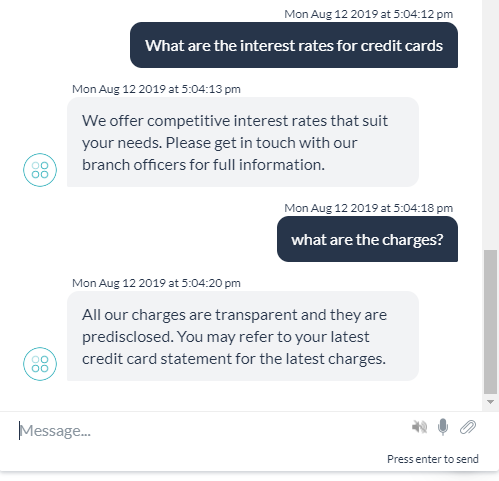 Mon Aug 12 2019 at 5:04:12 pm
What are the interest rates for credit cards
Mon Aug 12 2019 at 5:04:13 pm
We offer competitive interest rates that suit
your needs. Please get in touch with our
branch officers for full information.
Mon Aug 12 2019 at 5:04:18 pm
what are the charges?
Mon Aug 12 2019 at 5:04:20 pm
All our charges are transparent and they are
predisclosed. You may refer to your latest
credit card statement for the latest charges.
Message...
Press enter to send